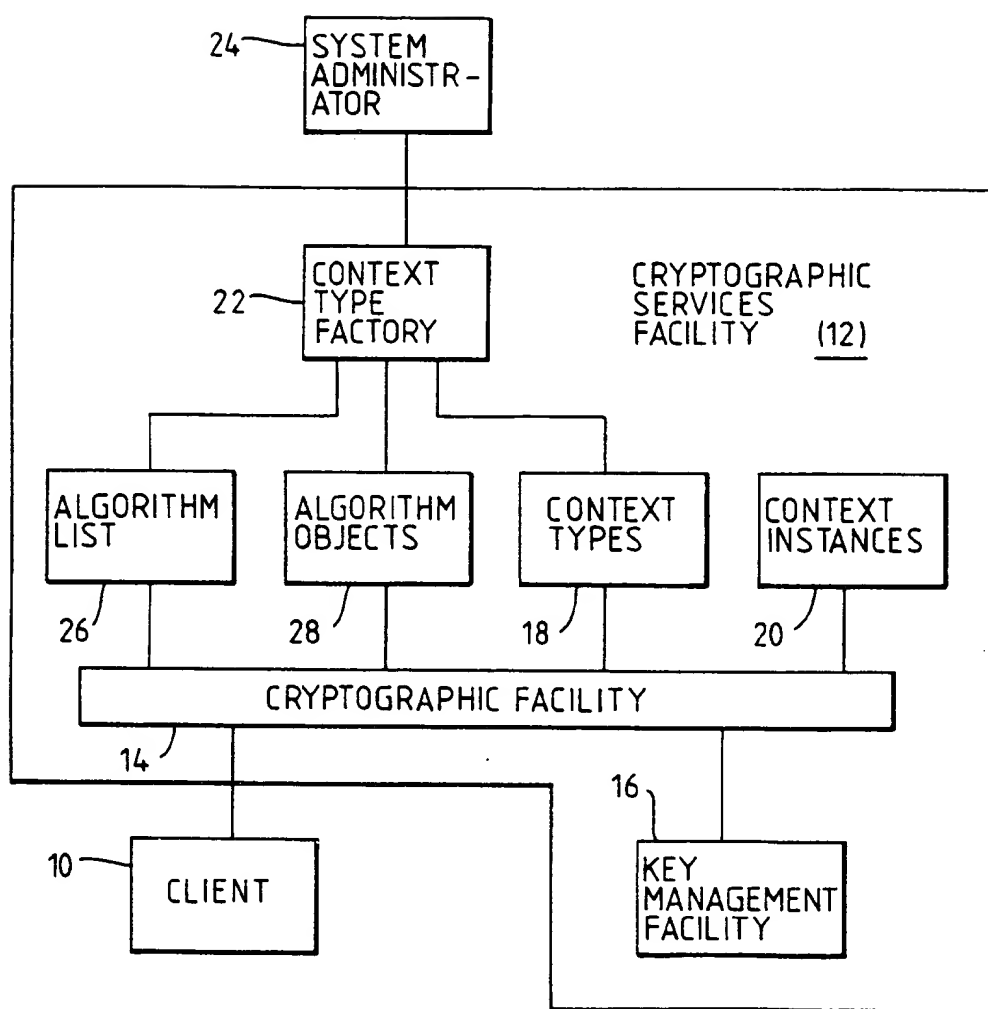 24
SYSTEM
ADMINISTR-
ATOR
22
CONTEXT
TYPE
FACTORY
CRYPTOGRAPHIC
SERVICES
FACILITY (12)
ALGORITHM
LIST
ALGORITHM
OBJECTS
CONTEXT
TYPES
CONTEXT
INSTANCES
26
28
18
20
CRYPTOGRAPHIC FACILITY
14
16
10
CLIENT
KEY
MANAGEMENT
FACILITY